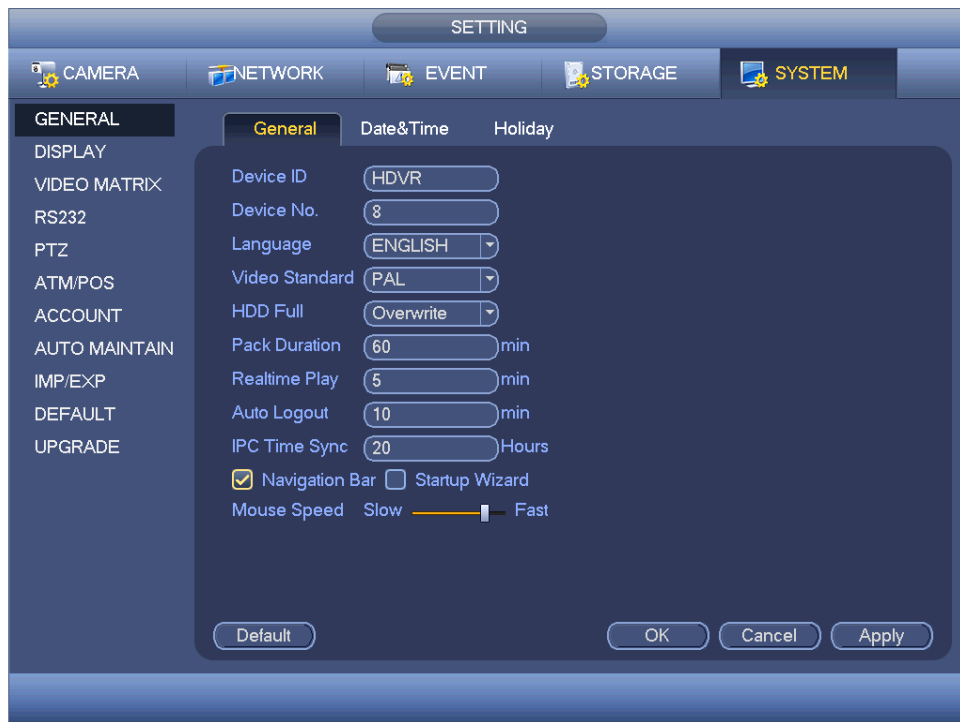 SETTING
CAMERA NETWORK EVENT STORAGE SYSTEM
GENERAL
DISPLAY
VIDEO MATRIX
RS232
PTZ
ATM/POS
ACCOUNT
AUTO MAINTAIN
IMP/EXP
DEFAULT
UPGRADE
General Date&Time Holiday
Device ID HDVR
Device No. 8
Language ENGLISH
Video Standard PAL
HDD Full Overwrite
Pack Duration 60 min
Realtime Play 5 min
Auto Logout 10 min
IPC Time Sync 20 Hours
Navigation Bar Startup Wizard
Mouse Speed Slow Fast
Default OK Cancel Apply